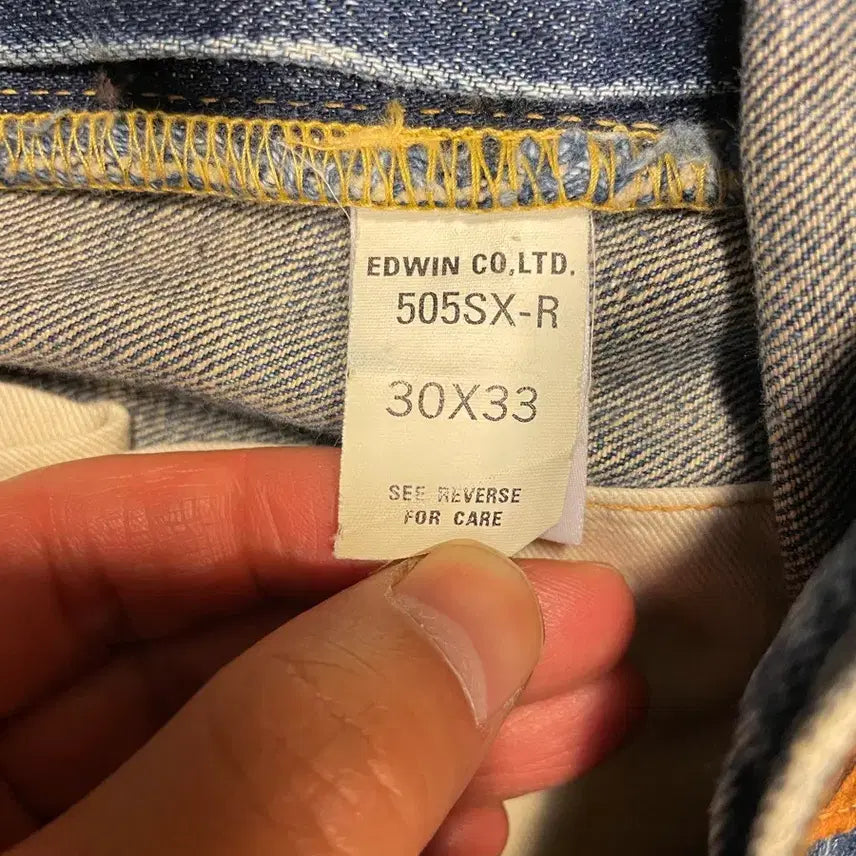 EDWIN CO,LTD.
505SX-R
30X33
SEE REVERSE
FOR CARE